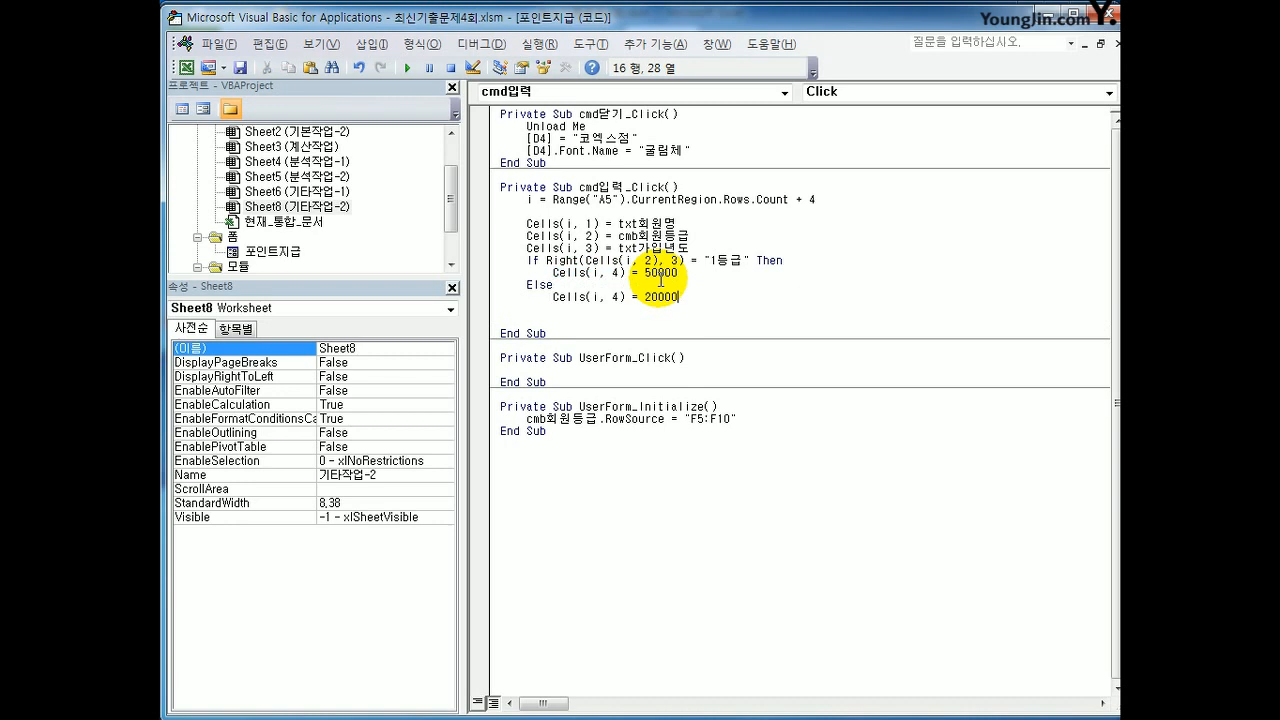 Microsoft Visual Basic for Applications - 최신기출문제4회.xlsm - [포인트지급 (코드)]
YoungJin.com Y.
파일(F) 편집(E) 보기(V) 삽입(I) 형식(O) 디버그(D) 실행(R) 도구(T) 추가 기능(A) 창(W) 도움말(H) 질문을 입력하십시오.
16 행, 28 열
프로젝트 - VBAProject
Sheet2 (기본작업-2)
Sheet3 (계산작업)
Sheet4 (분석작업-1)
Sheet5 (분석작업-2)
Sheet6 (기타작업-1)
Sheet8 (기타작업-2)
현재_통합_문서
폼
포인트지급
모듈
속성 - Sheet8
Sheet8 Worksheet
사전순 항목별
(이름) Sheet8
DisplayPageBreaks False
DisplayRightToLeft False
EnableAutoFilter False
EnableCalculation True
EnableFormatConditionsCa True
EnableOutlining False
EnablePivotTable False
EnableSelection 0 - xlNoRestrictions
Name 기타작업-2
ScrollArea
StandardWidth 8,38
Visible -1 - xlSheetVisible
cmd입력 Click
Private Sub cmd닫기_Click()
Unload Me
[D4] = "코엑스점"
[D4].Font.Name = "굴림체"
End Sub
Private Sub cmd입력_Click()
i = Range("A5").CurrentRegion.Rows.Count + 4
Cells(i, 1) = txt회원명
Cells(i, 2) = cmb회원등급
Cells(i, 3) = txt가입년도
If Right(Cells(i, 2), 3) = "1등급" Then
Cells(i, 4) = 50000
Else
Cells(i, 4) = 20000
End Sub
Private Sub UserForm_Click()
End Sub
Private Sub UserForm_Initialize()
cmb회원등급.RowSource = "F5:F10"
End Sub